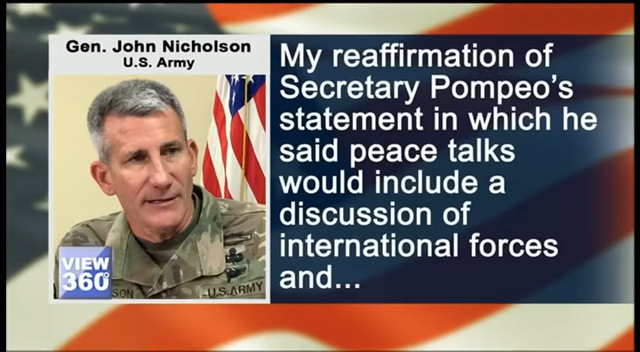 Gen. John Nicholson
U.S. Army
My reaffirmation of
Secretary Pompeo's
statement in which he
said peace talks
would include a
discussion of
international forces
and...
VIEW
360°
SON
U.S. ARMY